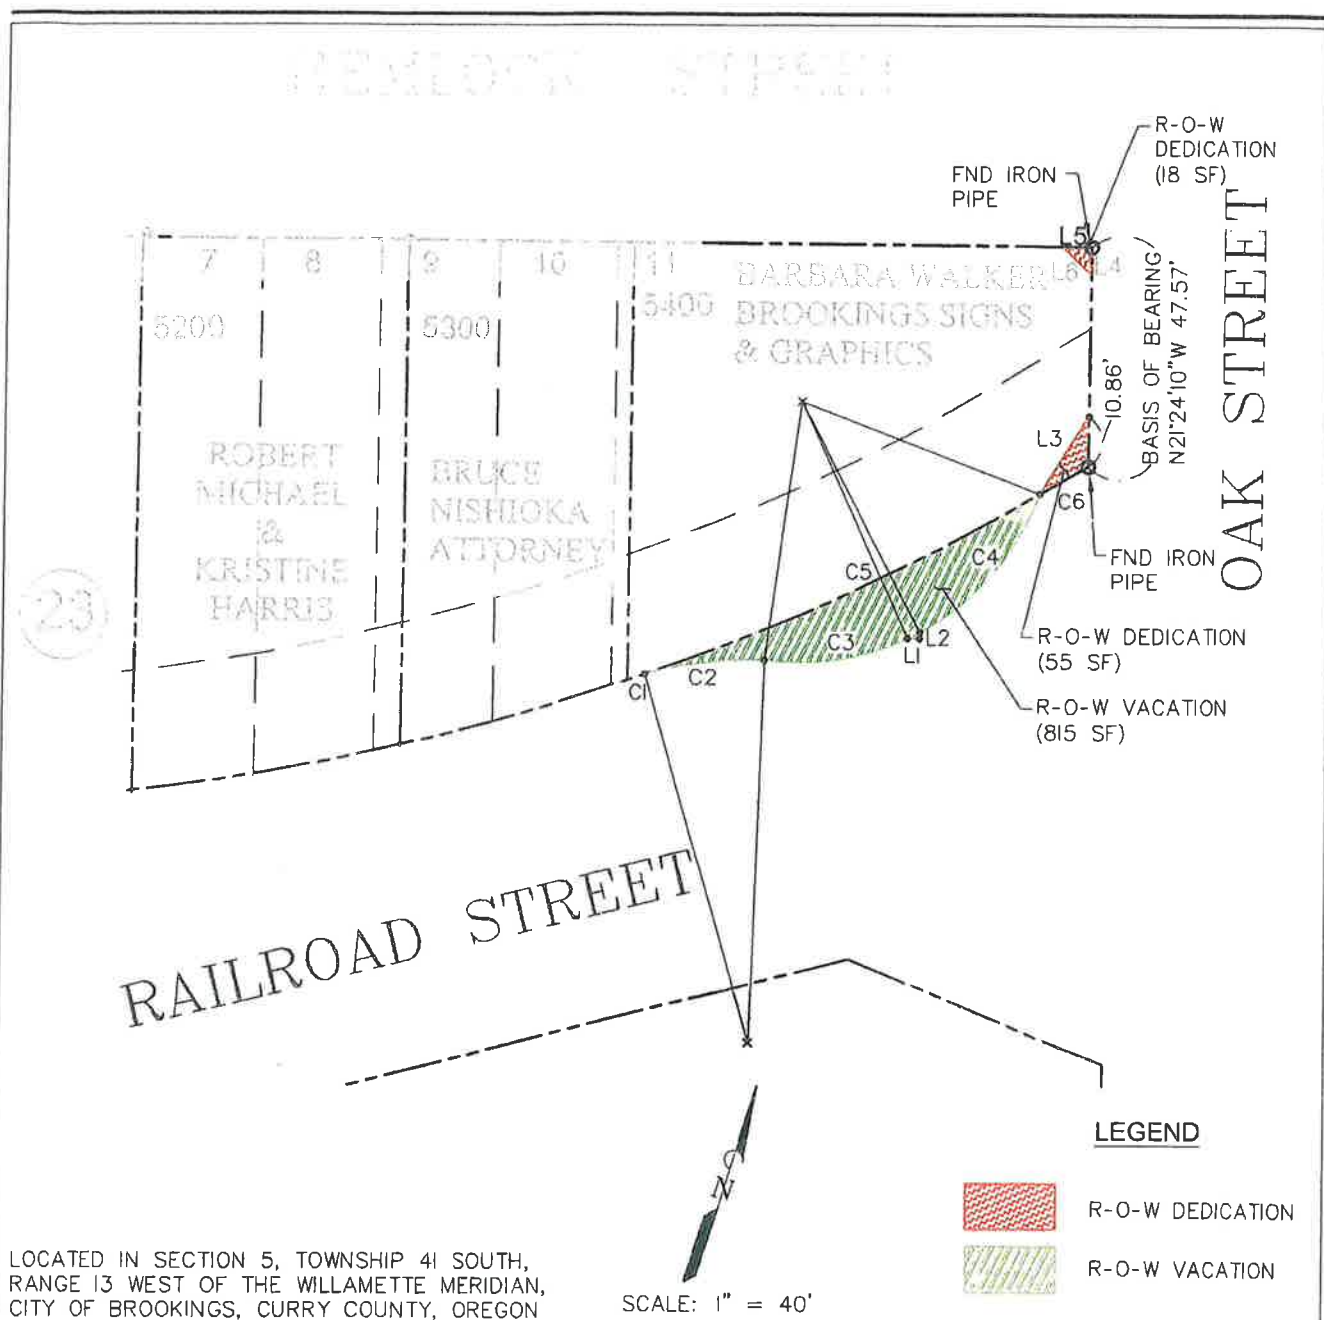 HEMLOCK STREET
R-O-W
DEDICATION
(18 SF)
FND IRON
PIPE
L5
L6
L4
7
8
9
10
11
5200
5300
5400
BARBARA WALKER
BROOKINGS SIGNS
& GRAPHICS
BASIS OF BEARING
N21°24'10"W 47.57'
10.86'
OAK STREET
ROBERT
MICHAEL
&
KRISTINE
HARRIS
BRUCE
NISHIOKA
ATTORNEY
23
L3
C6
C4
C5
C3
C2
C1
L1
L2
FND IRON
PIPE
R-O-W DEDICATION
(55 SF)
R-O-W VACATION
(815 SF)
RAILROAD STREET
N
LEGEND
R-O-W DEDICATION
R-O-W VACATION
LOCATED IN SECTION 5, TOWNSHIP 41 SOUTH,
RANGE 13 WEST OF THE WILLAMETTE MERIDIAN,
CITY OF BROOKINGS, CURRY COUNTY, OREGON
SCALE: 1" = 40'